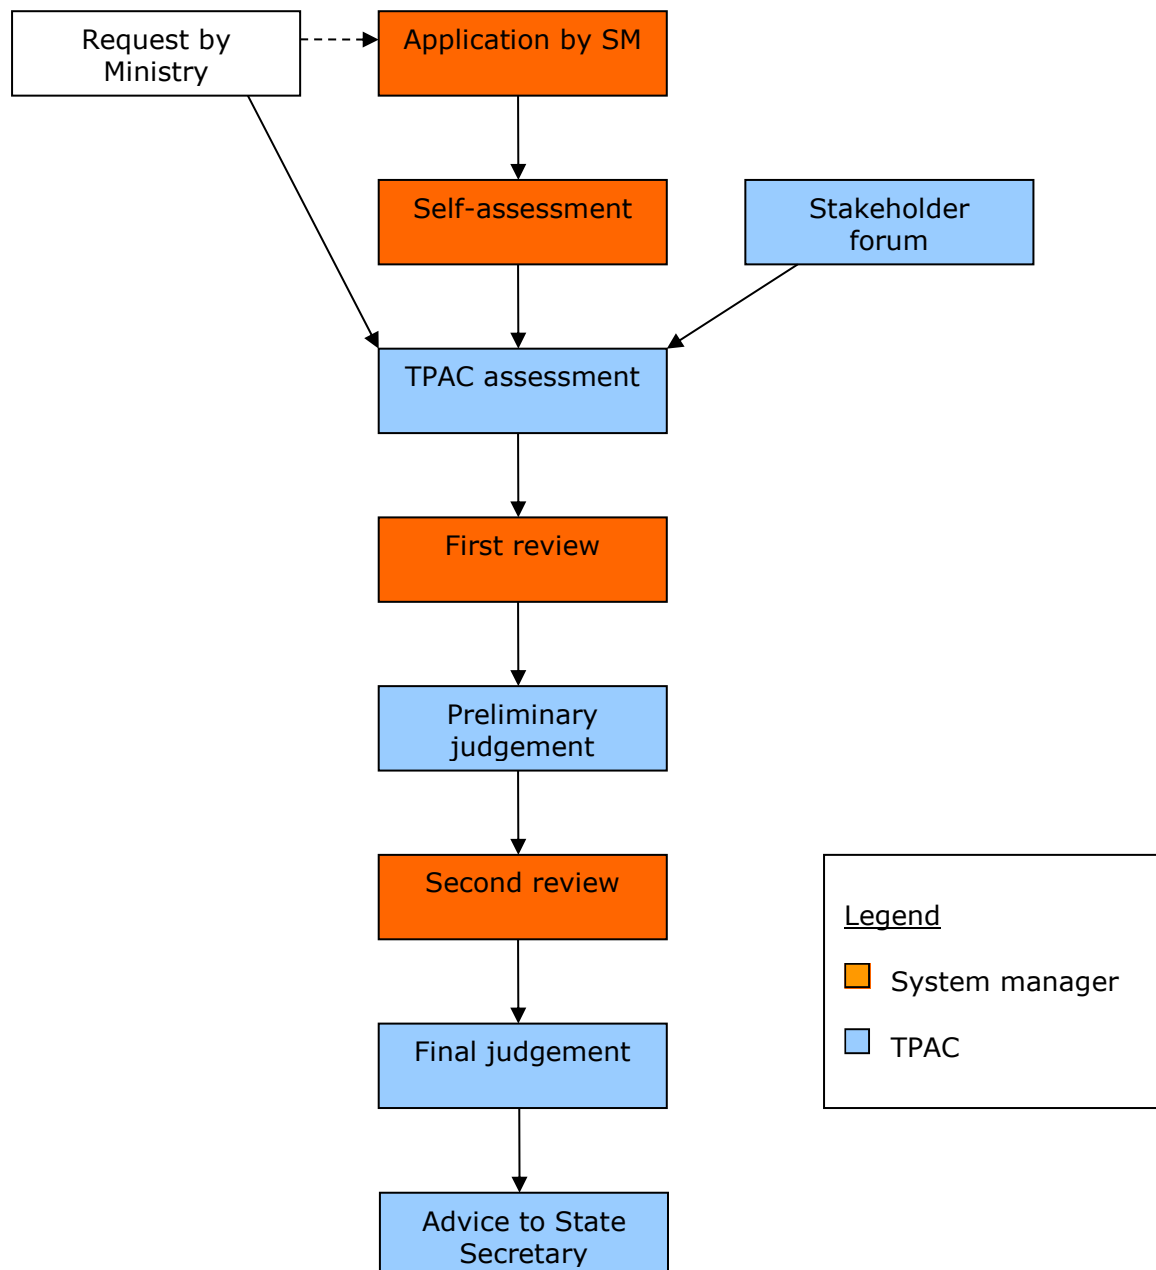 Request by
Ministry
Application by SM
Self-assessment
Stakeholder
forum
TPAC assessment
First review
Preliminary
judgement
Second review
Legend
System manager
TPAC
Final judgement
Advice to State
Secretary